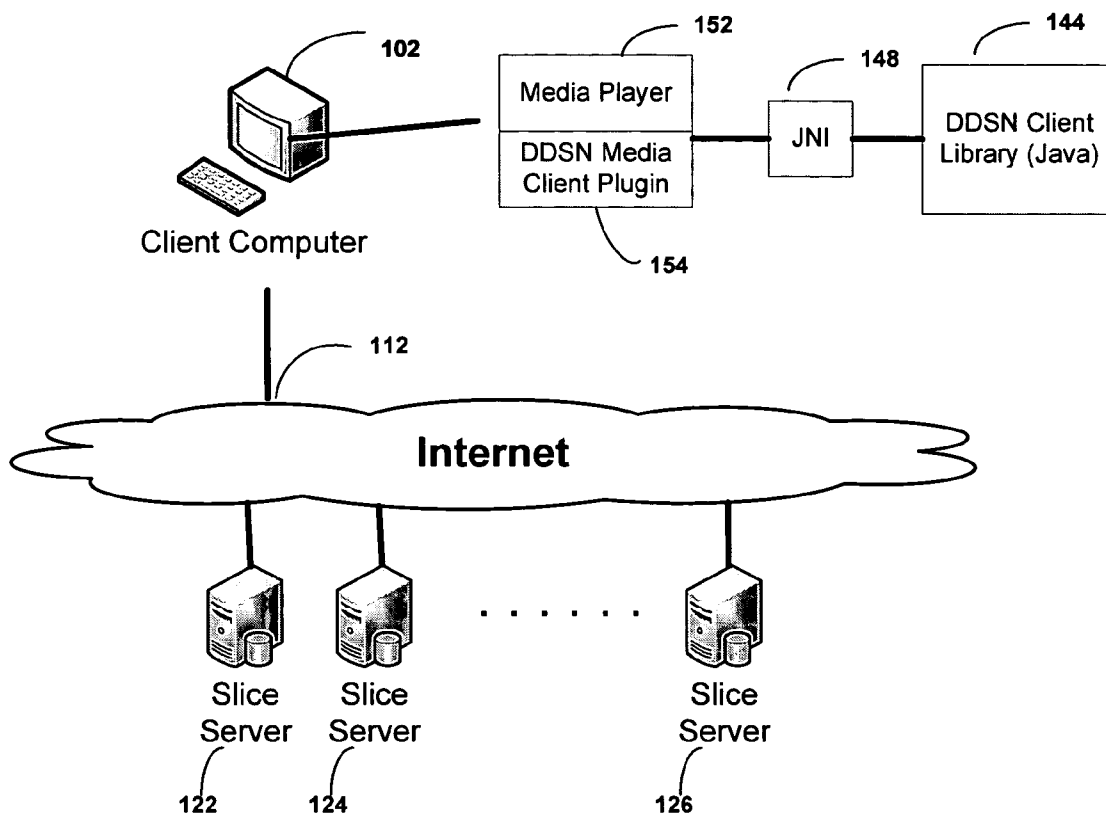 102
152
148
144
Media Player
DDSN Media
Client Plugin
JNI
DDSN Client
Library (Java)
154
Client Computer
112
Internet
. . . . . .
Slice
Server
Slice
Server
Slice
Server
122
124
126